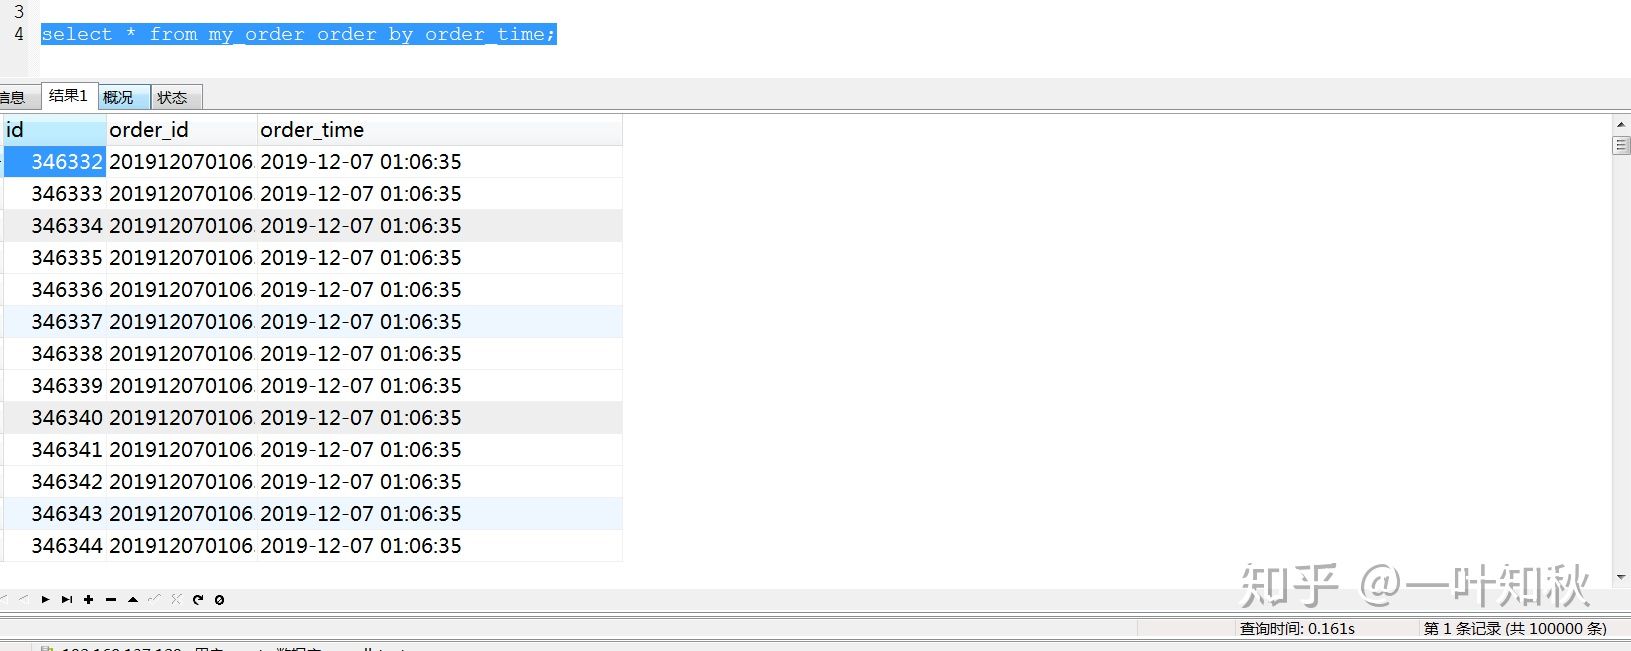 3
4 select * from my_order order by order_time;
信息 结果1 概况 状态
id order_id order_time
346332 201912070106 2019-12-07 01:06:35
346333 201912070106 2019-12-07 01:06:35
346334 201912070106 2019-12-07 01:06:35
346335 201912070106 2019-12-07 01:06:35
346336 201912070106 2019-12-07 01:06:35
346337 201912070106 2019-12-07 01:06:35
346338 201912070106 2019-12-07 01:06:35
346339 201912070106 2019-12-07 01:06:35
346340 201912070106 2019-12-07 01:06:35
346341 201912070106 2019-12-07 01:06:35
346342 201912070106 2019-12-07 01:06:35
346343 201912070106 2019-12-07 01:06:35
346344 201912070106 2019-12-07 01:06:35
知乎 @一叶知秋
查询时间: 0.161s 第 1 条记录 (共 100000 条)